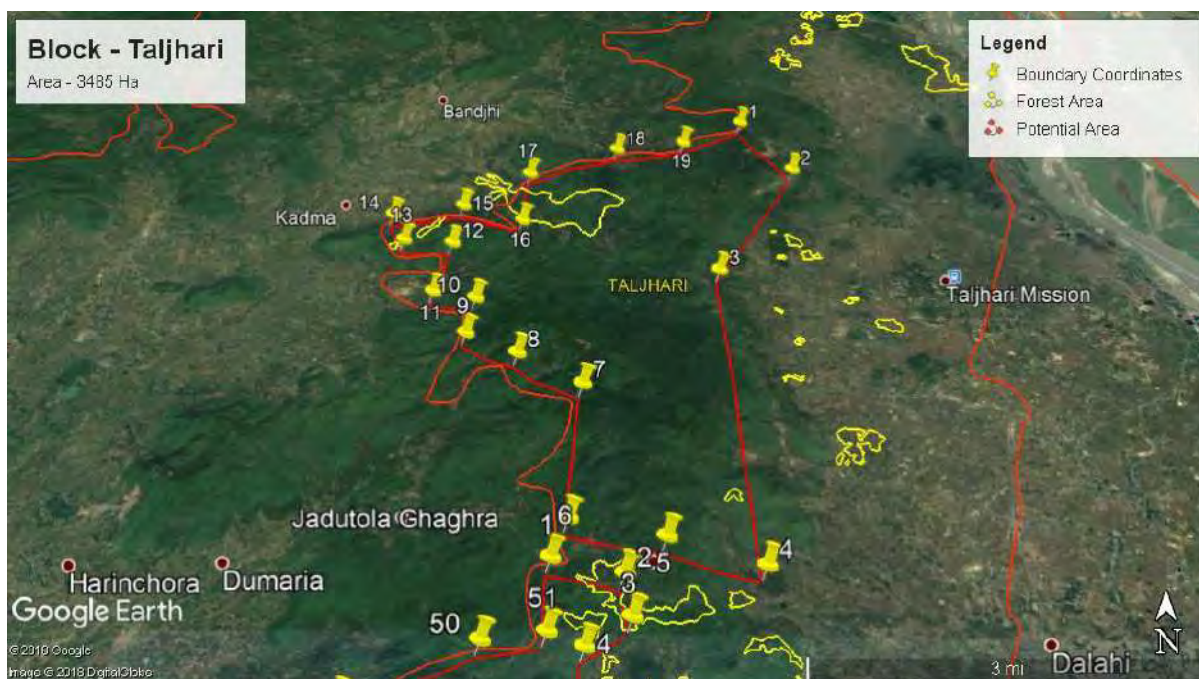 Block - Taljhari
Area - 3485 Ha
Legend
Boundary Coordinates
Forest Area
Potential Area
Bandjhi
1
18
19
2
17
Kadma
14
13
15
16
12
3
TALJHARI
Taljhari Mission
10
11
9
8
7
Jadutola Ghaghra
6
1
2
5
4
Harinchora
Dumaria
3
51
50
4
Google Earth
© 2019 Google
Image © 2018 DigitalGlobe
3 mi
N
Dalahi